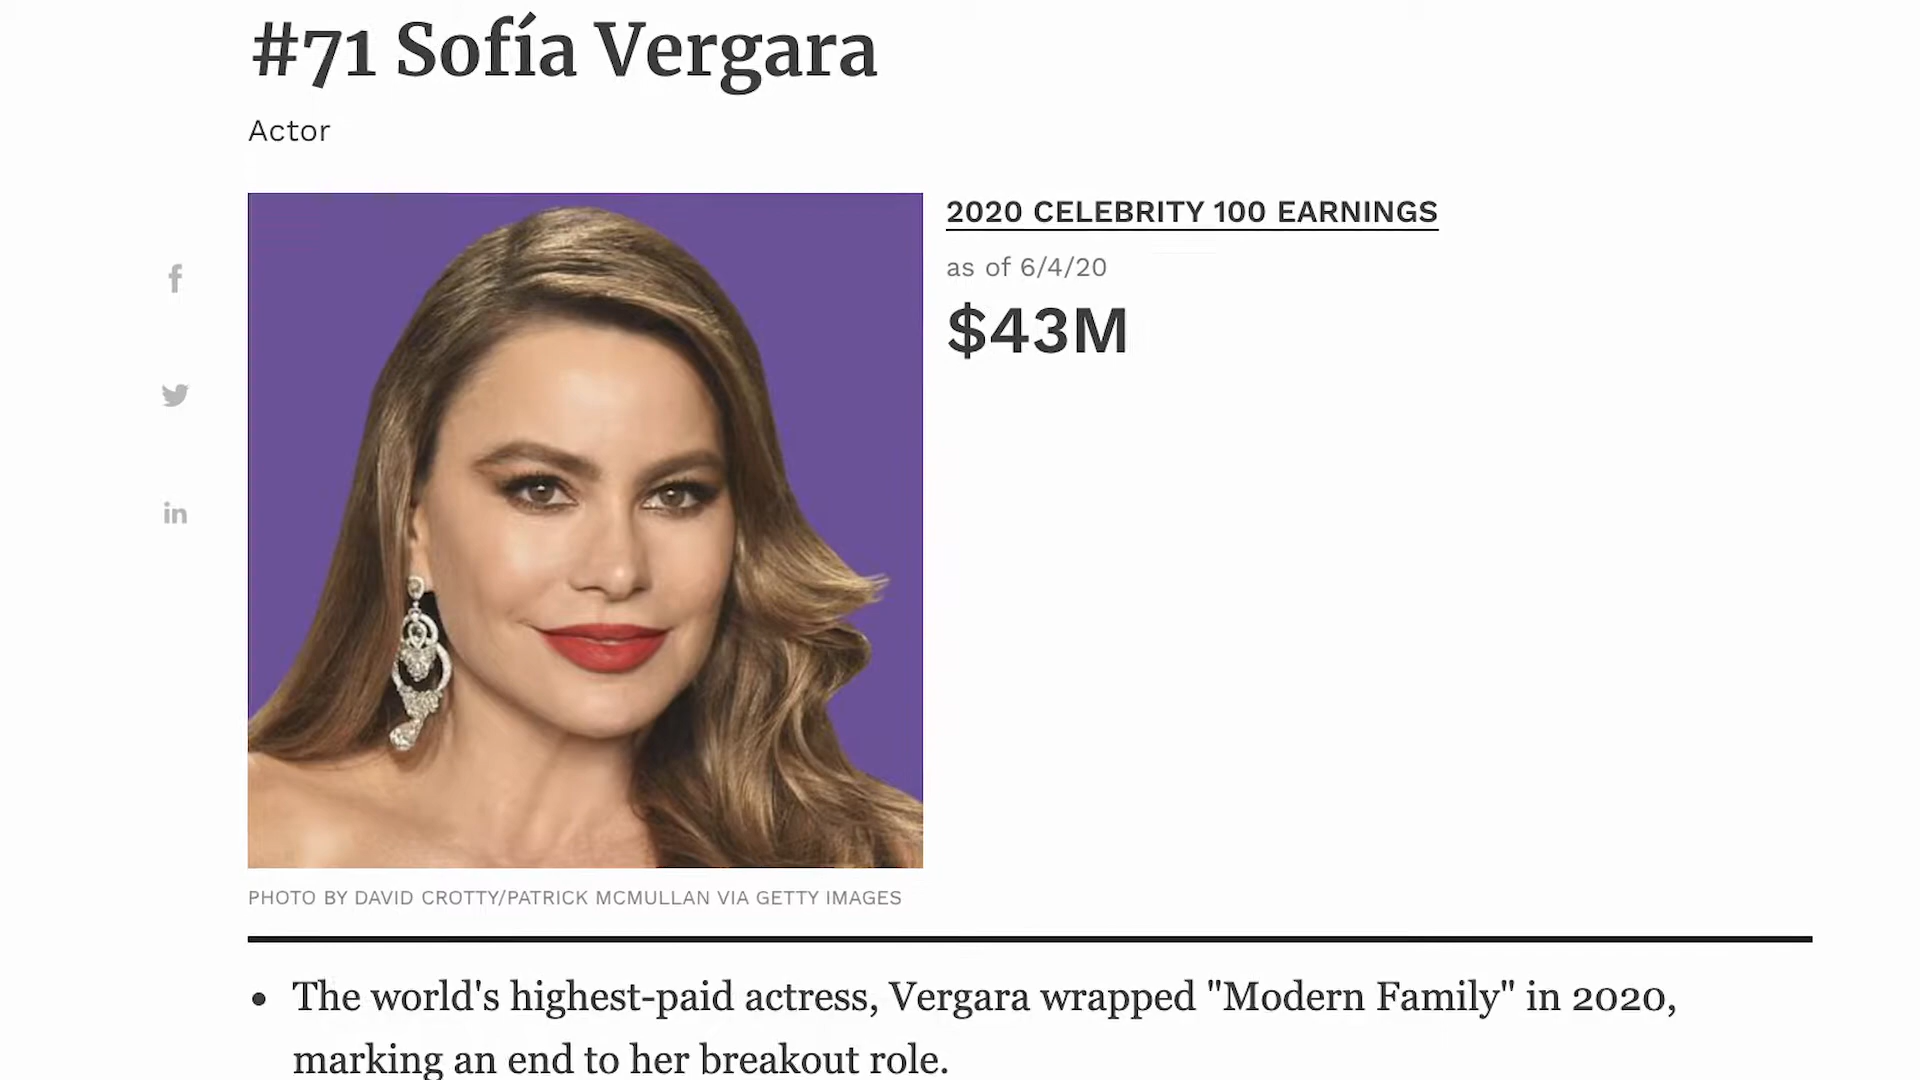 #71 Sofía Vergara
Actor
2020 CELEBRITY 100 EARNINGS
as of 6/4/20
$43M
PHOTO BY DAVID CROTTY/PATRICK MCMULLAN VIA GETTY IMAGES
• The world's highest-paid actress, Vergara wrapped "Modern Family" in 2020,
marking an end to her breakout role.